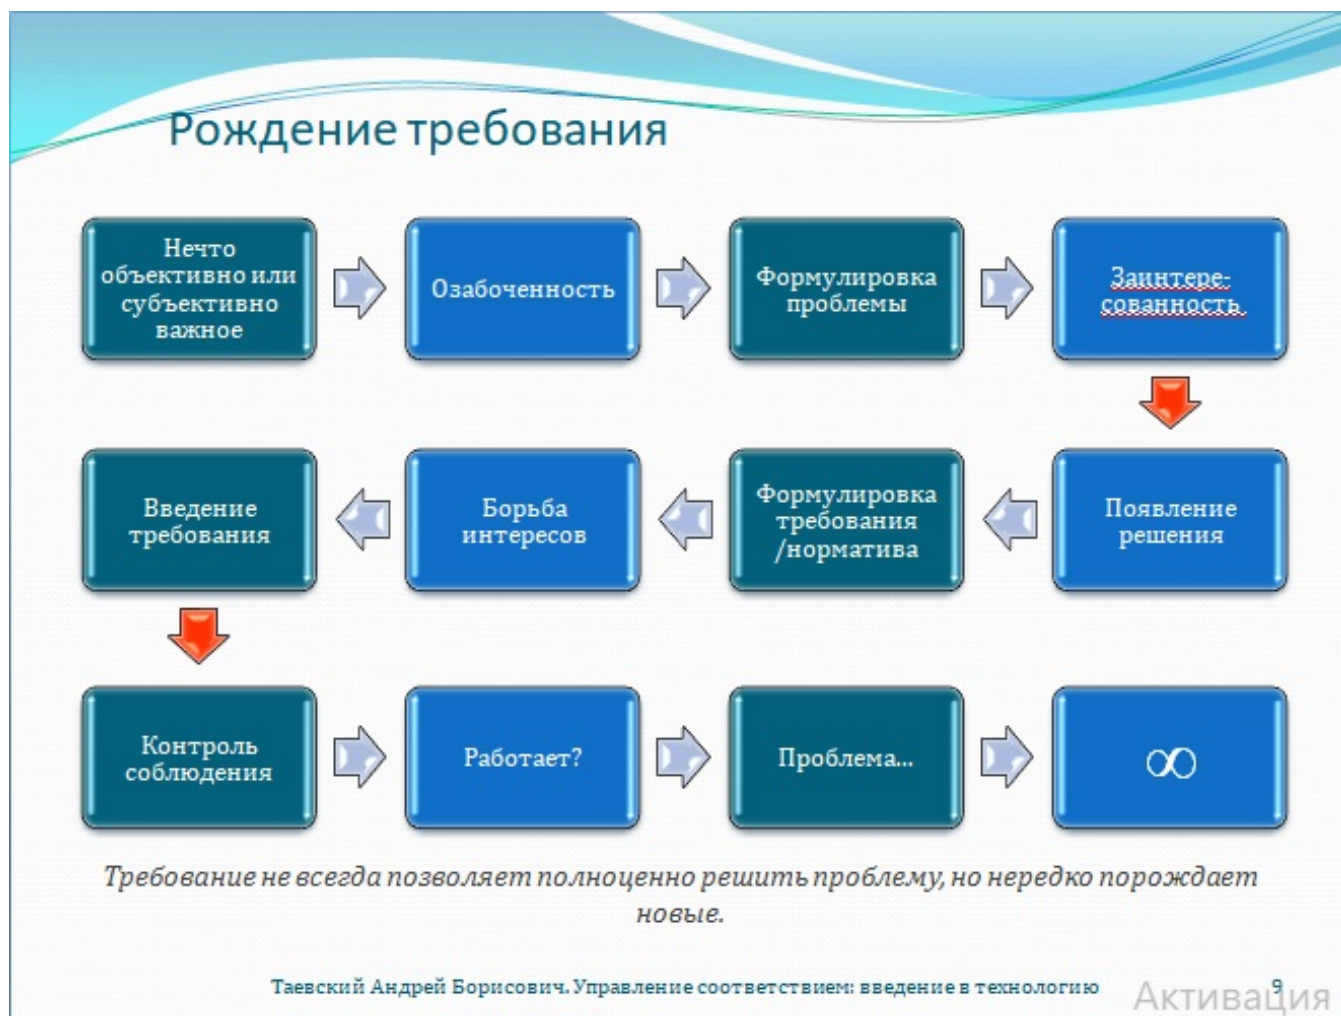 Рождение требования
Нечто
объективно или
субъективно
важное
Озабоченность
Формулировка
проблемы
Заинтере-
сованность
Появление
решения
Формулировка
требования
/норматива
Борьба
интересов
Введение
требования
Контроль
соблюдения
Работает?
Проблема...
∞
Требование не всегда позволяет полноценно решить проблему, но нередко порождает
новые.
Таевский Андрей Борисович. Управление соответствием: введение в технологию
9
Активация